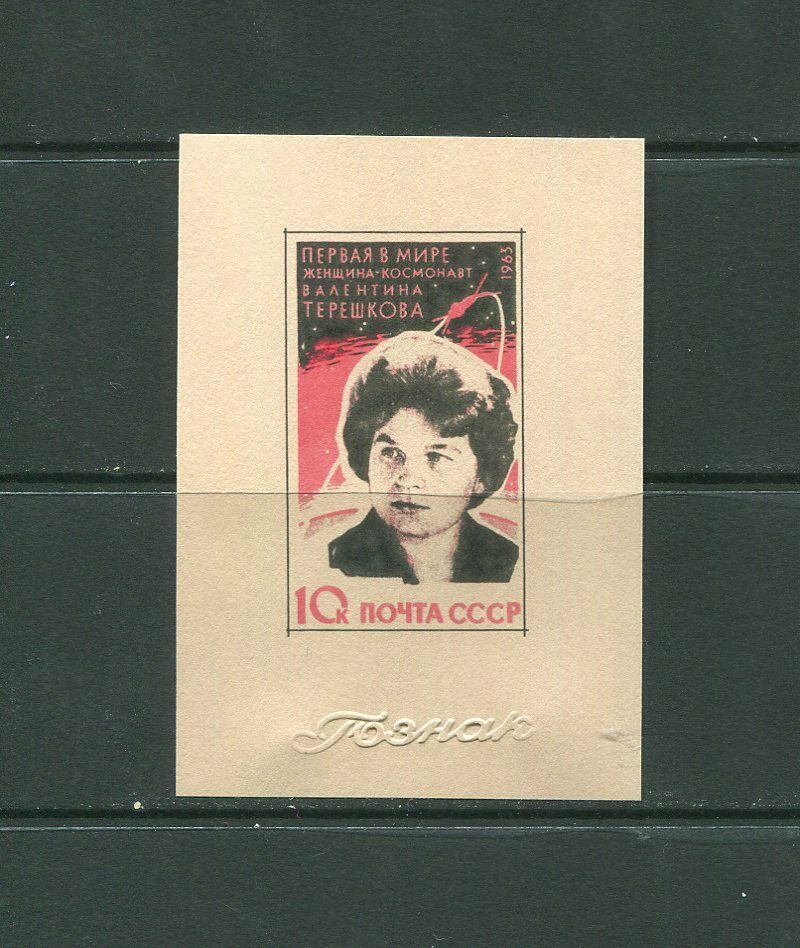 ПЕРВАЯ В МИРЕ
ЖЕНЩИНА-КОСМОНАВТ
ВАЛЕНТИНА
ТЕРЕШКОВА
1963
10К ПОЧТА СССР
Гознак